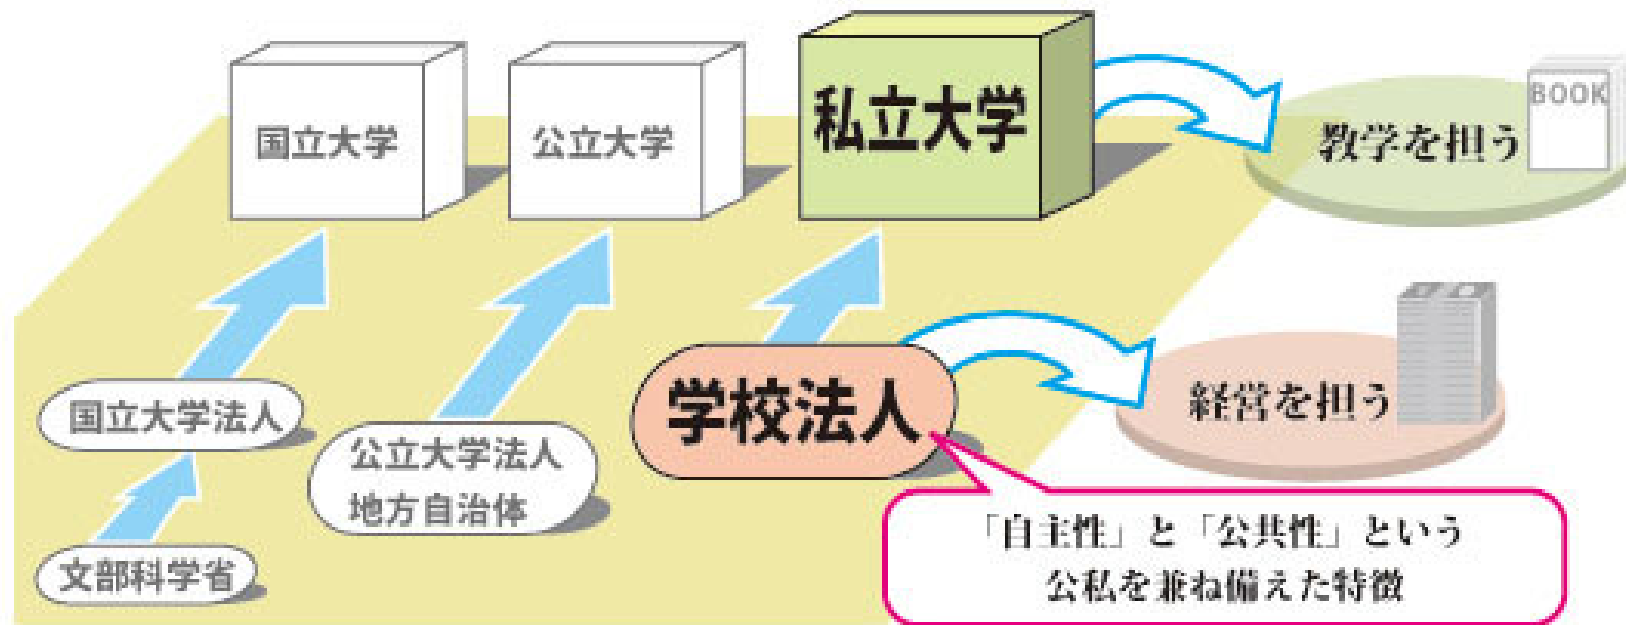 国立大学
公立大学
私立大学
BOOK
教学を担う
国立大学法人
公立大学法人
地方自治体
学校法人
経営を担う
文部科学省
「自主性」と「公共性」という
公私を兼ね備えた特徴